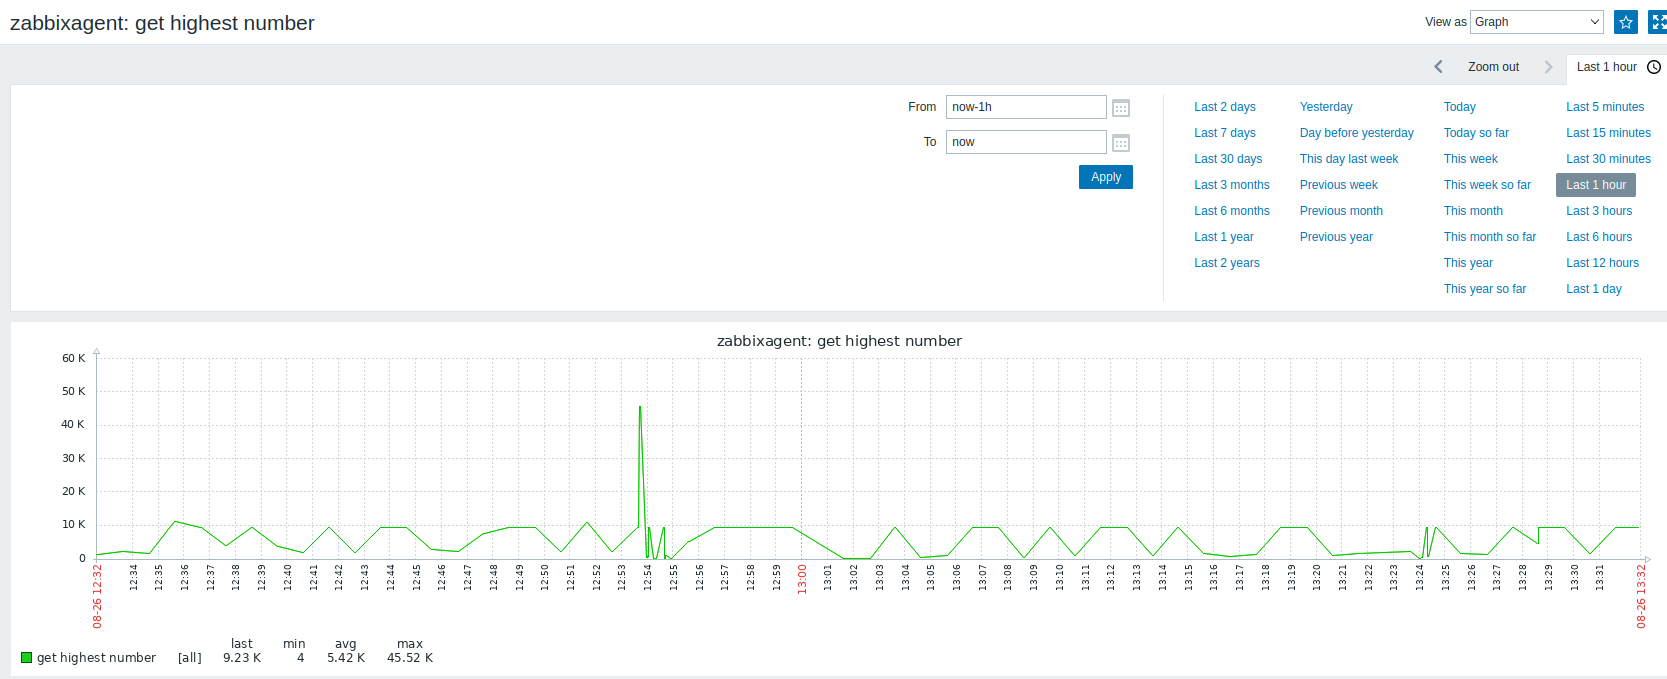 zabbixagent: get highest number
View as Graph
Zoom out Last 1 hour
From now-1h
To now
Apply
Last 2 days Yesterday Today Last 5 minutes
Last 7 days Day before yesterday Today so far Last 15 minutes
Last 30 days This day last week This week Last 30 minutes
Last 3 months Previous week This week so far Last 1 hour
Last 6 months Previous month This month Last 3 hours
Last 1 year Previous year This month so far Last 6 hours
Last 2 years This year Last 12 hours
This year so far Last 1 day
zabbixagent: get highest number
60 K
50 K
40 K
30 K
20 K
10 K
0
08-26 12:32 12:34 12:35 12:36 12:37 12:38 12:39 12:40 12:41 12:42 12:43 12:44 12:45 12:46 12:47 12:48 12:49 12:50 12:51 12:52 12:53 12:54 12:55 12:56 12:57 12:58 12:59 13:00 13:01 13:02 13:03 13:04 13:05 13:06 13:07 13:08 13:09 13:10 13:11 13:12 13:13 13:14 13:15 13:16 13:17 13:18 13:19 13:20 13:21 13:22 13:23 13:24 13:25 13:26 13:27 13:28 13:29 13:30 13:31 08-26 13:32
last min avg max
get highest number [all] 9.23 K 4 5.42 K 45.52 K